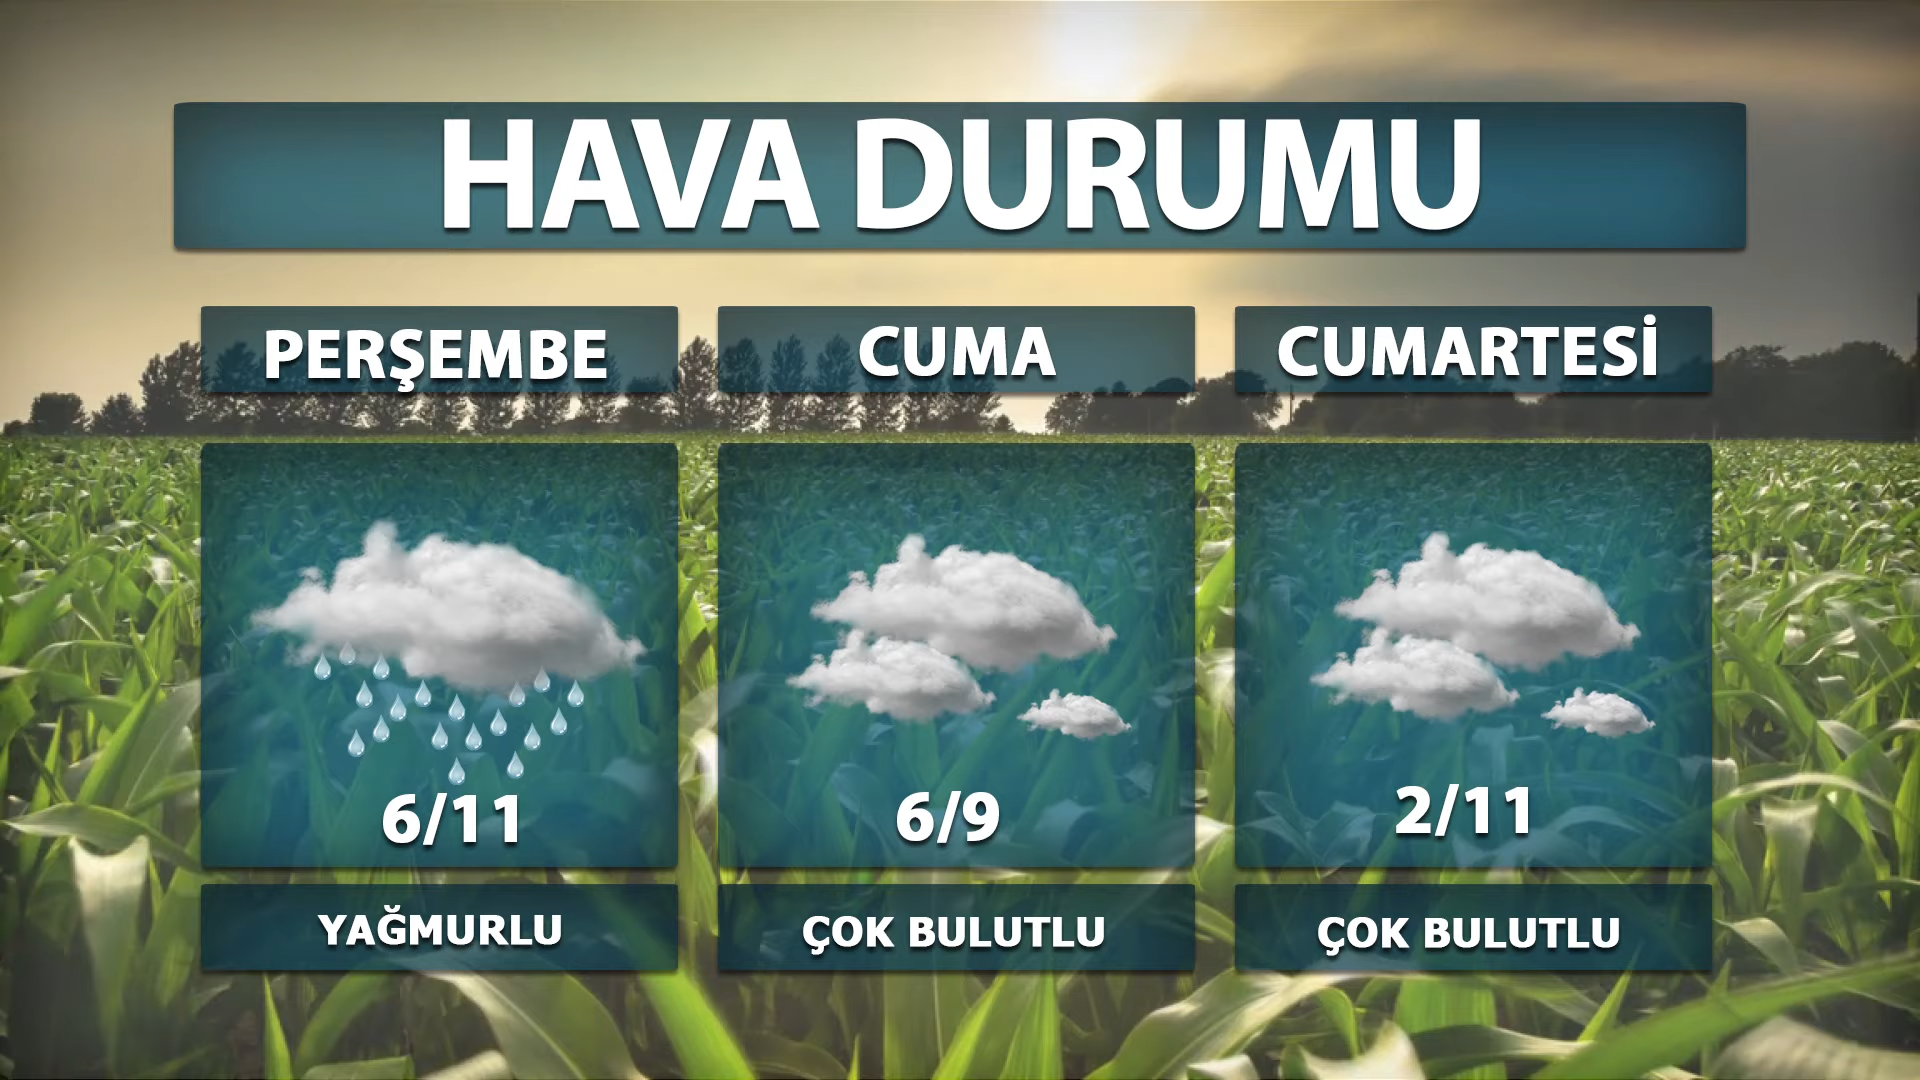 HAVA DURUMU
PERŞEMBE
CUMA
CUMARTESİ
6/11
6/9
2/11
YAĞMURLU
ÇOK BULUTLU
ÇOK BULUTLU